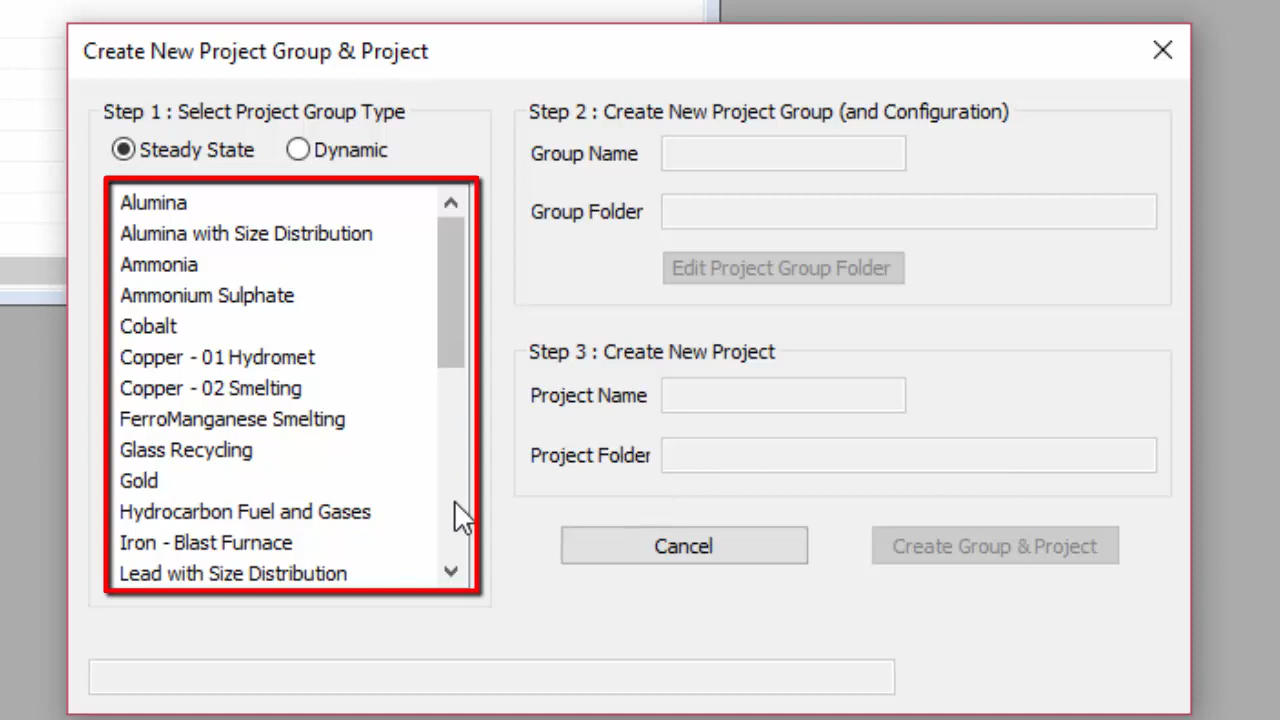 Create New Project Group & Project
Step 1 : Select Project Group Type
Steady State
Dynamic
Alumina
Alumina with Size Distribution
Ammonia
Ammonium Sulphate
Cobalt
Copper - 01 Hydromet
Copper - 02 Smelting
FerroManganese Smelting
Glass Recycling
Gold
Hydrocarbon Fuel and Gases
Iron - Blast Furnace
Lead with Size Distribution
Step 2 : Create New Project Group (and Configuration)
Group Name
Group Folder
Edit Project Group Folder
Step 3 : Create New Project
Project Name
Project Folder
Cancel
Create Group & Project